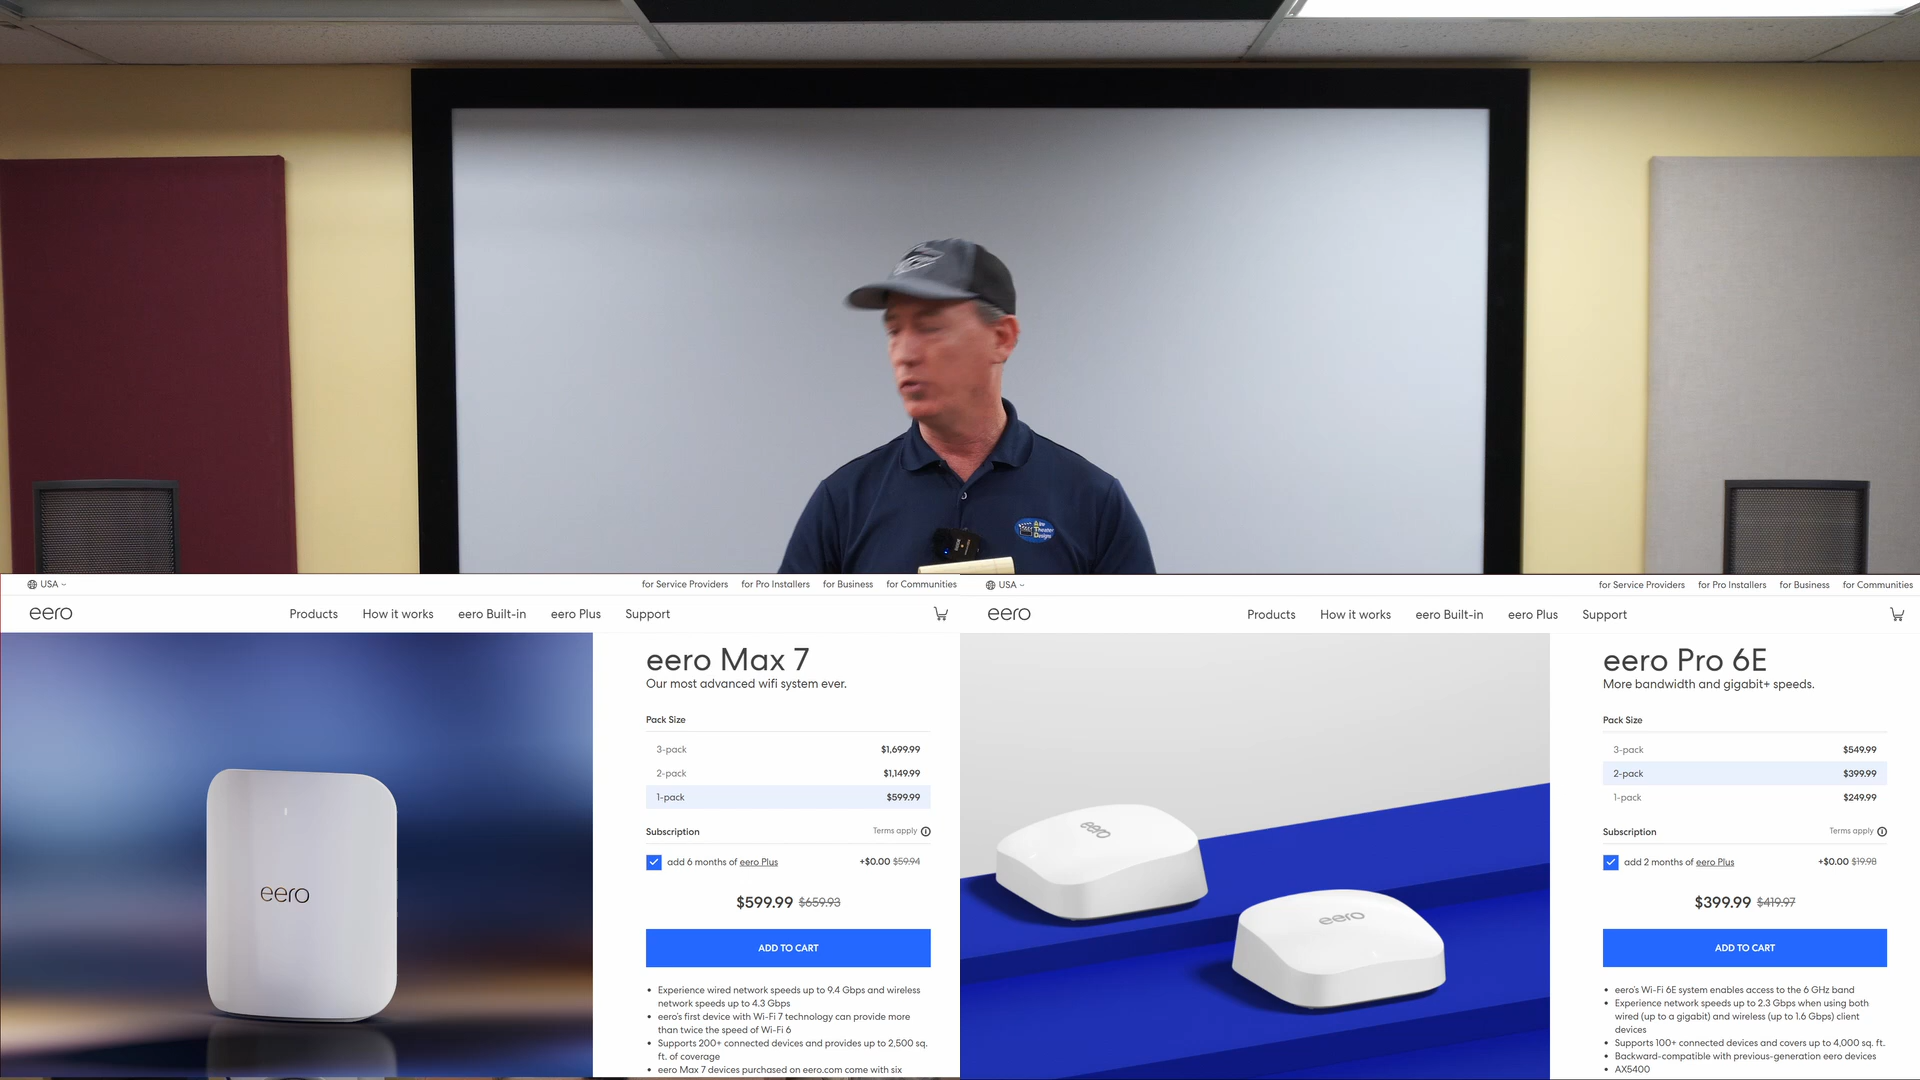 Theater
USA
for Service Providers
for Pro Installers
for Business
for Communities
eero
Products
How it works
eero Built-in
eero Plus
Support
eero
eero Max 7
Our most advanced wifi system ever.
Pack Size
3-pack $1,699.99
2-pack $1,149.99
1-pack $599.99
Subscription Terms apply
add 6 months of eero Plus +$0.00 $59.94
$599.99 $659.93
ADD TO CART
• Experience wired network speeds up to 9.4 Gbps and wireless
network speeds up to 4.3 Gbps
• eero's first device with Wi-Fi 7 technology can provide more
than twice the speed of Wi-Fi 6
• Supports 200+ connected devices and provides up to 2,500 sq.
ft. of coverage
• eero Max 7 devices purchased on eero.com come with six
USA
for Service Providers
for Pro Installers
for Business
for Communities
eero
Products
How it works
eero Built-in
eero Plus
Support
eero
eero
eero Pro 6E
More bandwidth and gigabit+ speeds.
Pack Size
3-pack $549.99
2-pack $399.99
1-pack $249.99
Subscription Terms apply
add 2 months of eero Plus +$0.00 $19.98
$399.99 $419.97
ADD TO CART
• eero's Wi-Fi 6E system enables access to the 6 GHz band
• Experience network speeds up to 2.3 Gbps when using both
wired (up to a gigabit) and wireless (up to 1.6 Gbps) client
devices
• Supports 100+ connected devices and covers up to 4,000 sq. ft.
• Backward-compatible with previous-generation eero devices
• AX5400